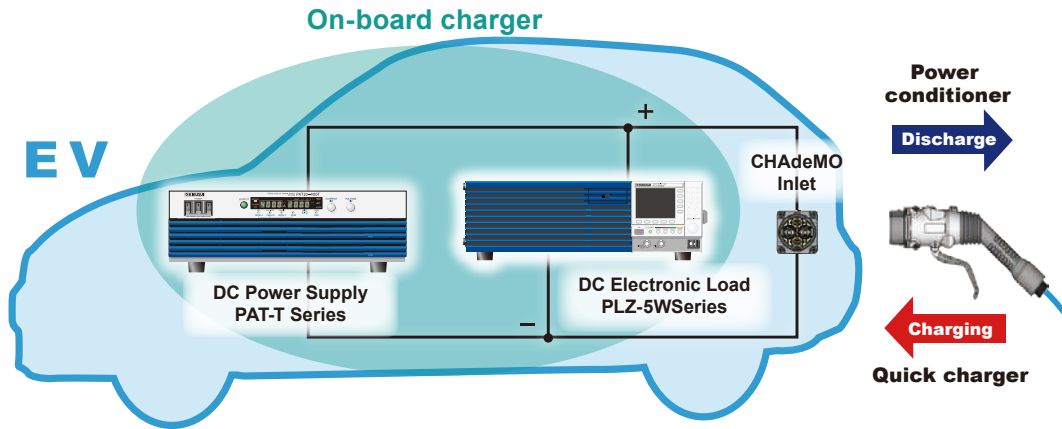 On-board charger
EV
+
DC Power Supply
PAT-T Series
DC Electronic Load
PLZ-5WSeries
−
CHAdeMO
Inlet
Power
conditioner
Discharge
Charging
Quick charger